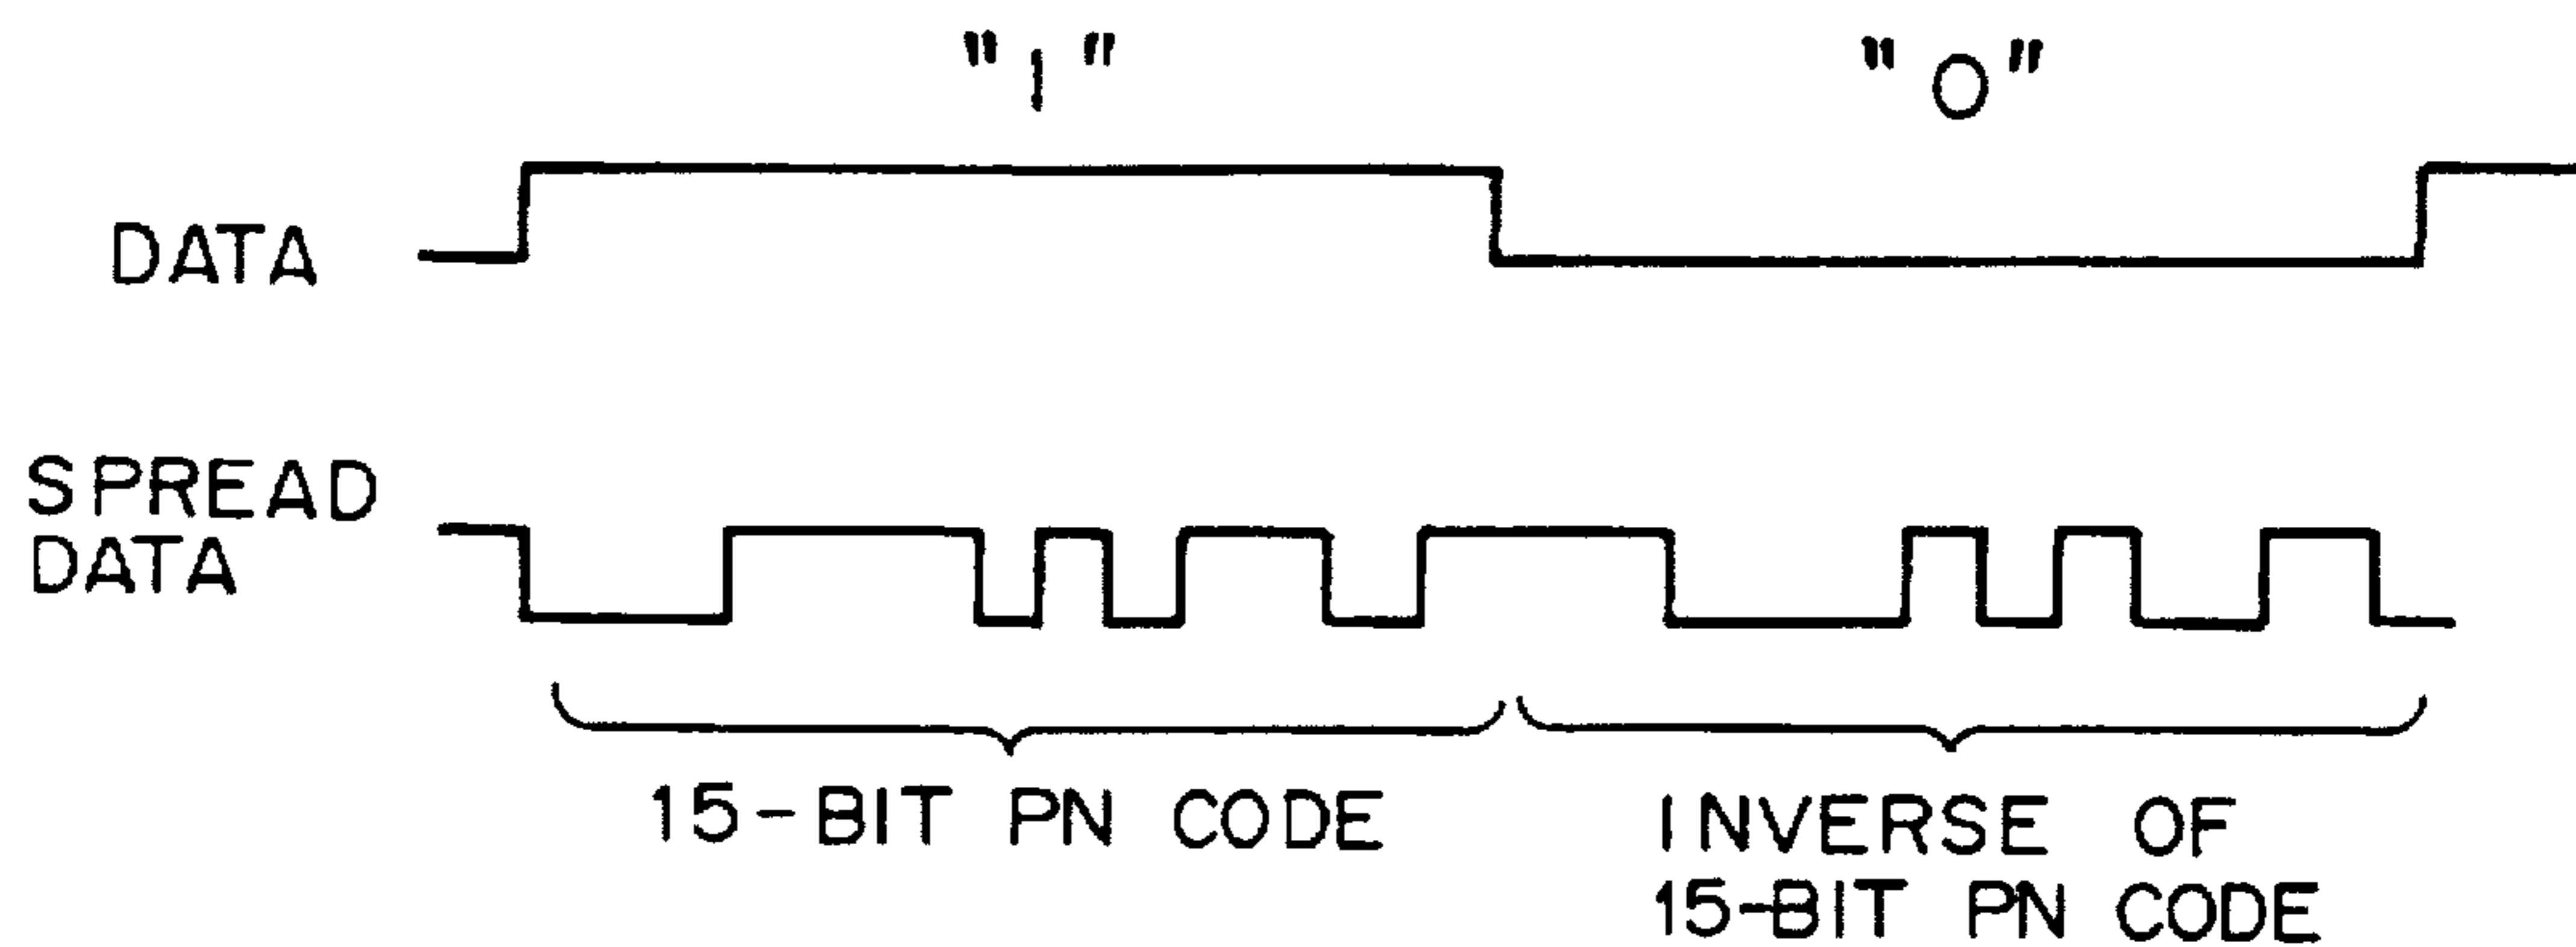 "1" "0"
DATA
SPREAD
DATA
15-BIT PN CODE
INVERSE OF
15-BIT PN CODE